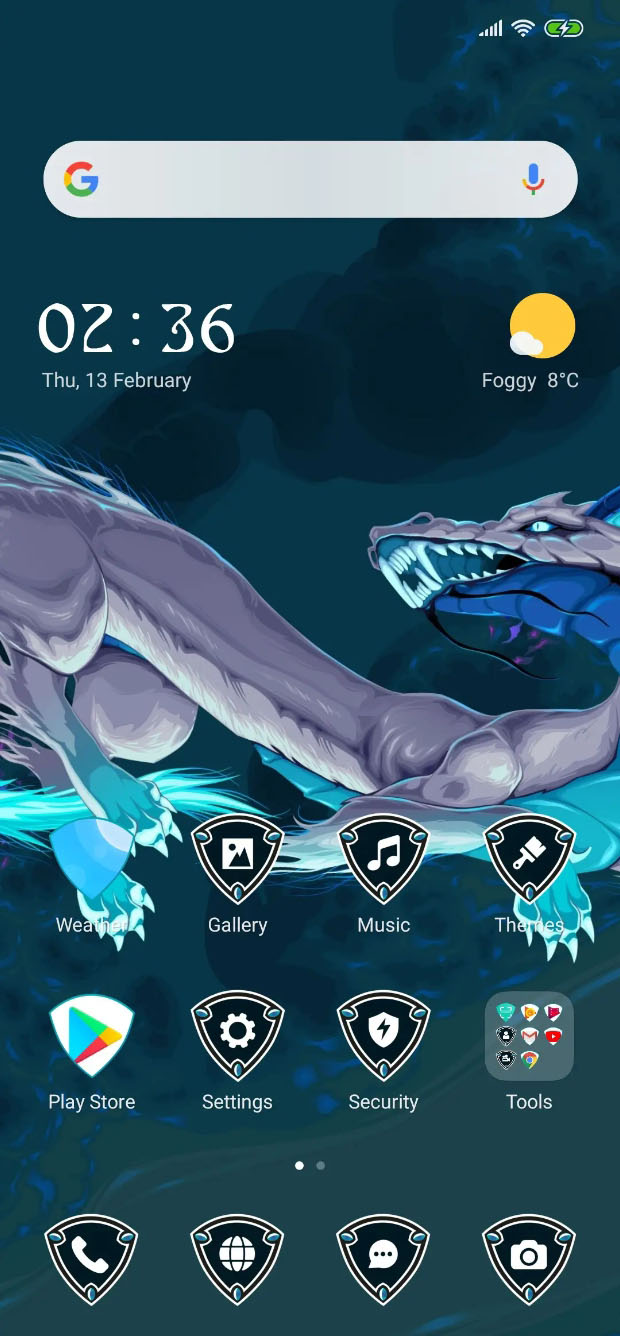 02:36
Thu, 13 February
Foggy 8°C
Weather
Gallery
Music
Themes
Play Store
Settings
Security
Tools